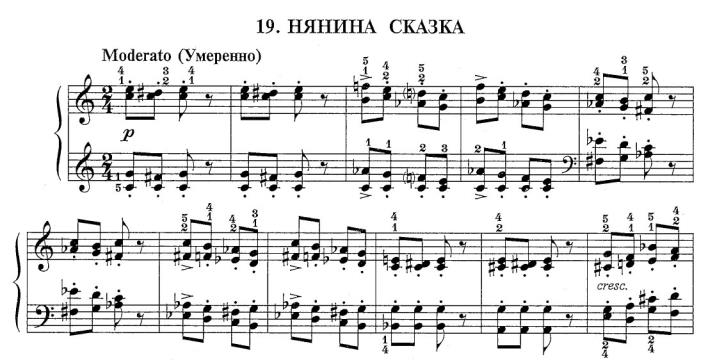 19. НЯНИНА СКАЗКА
Moderato (Умеренно)
p
cresc.